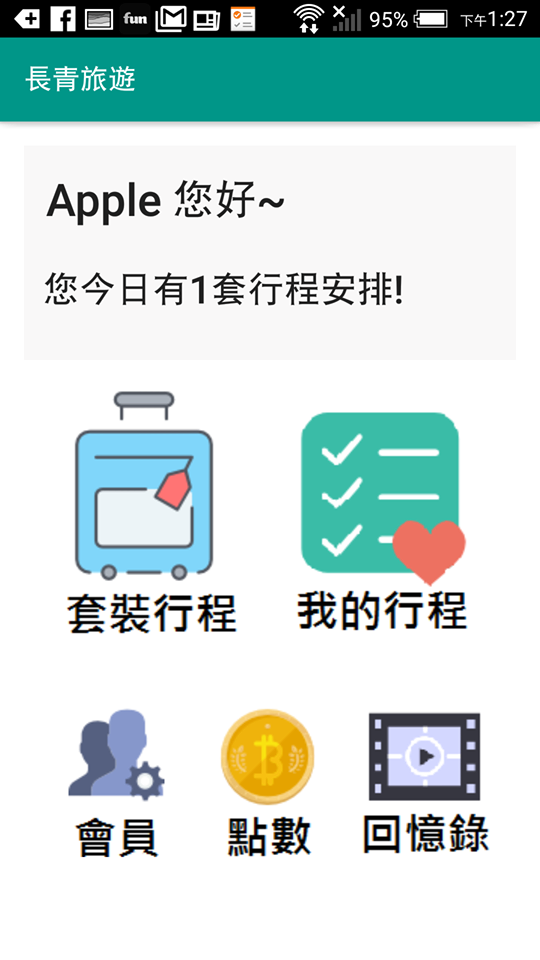 fun
95%
下午1:27
長青旅遊
Apple 您好~
您今日有1套行程安排!
套裝行程
我的行程
會員
點數
回憶錄